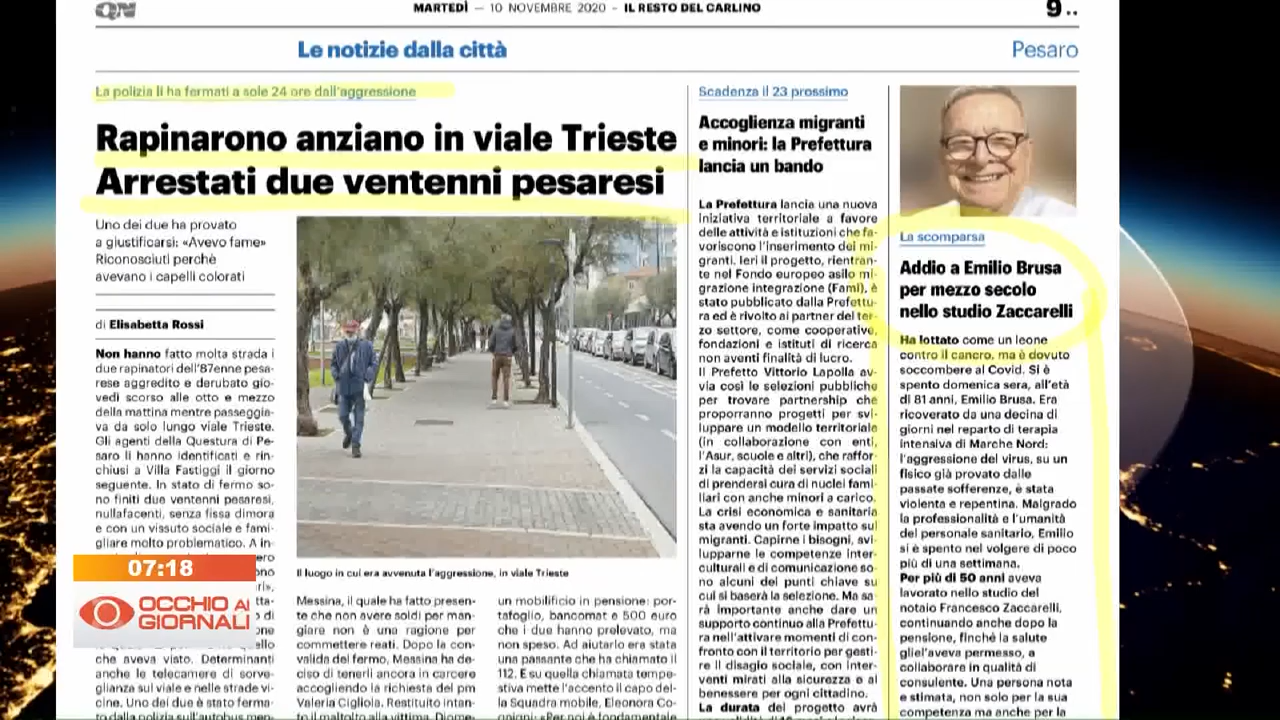 QN
MARTEDÌ — 10 NOVEMBRE 2020 – IL RESTO DEL CARLINO
9..
Le notizie dalla città
Pesaro
La polizia li ha fermati a sole 24 ore dall'aggressione
Rapinarono anziano in viale Trieste
Arrestati due ventenni pesaresi
Uno dei due ha provato
a giustificarsi: «Avevo fame»
Riconosciuti perchè
avevano i capelli colorati
di Elisabetta Rossi
Non hanno fatto molta strada i
due rapinatori dell'87enne pesa-
rese aggredito e derubato gio-
vedì scorso alle otto e mezzo
della mattina mentre passeggia-
va da solo lungo viale Trieste.
Gli agenti della Questura di Pe-
saro li hanno identificati e rin-
chiusi a Villa Fastiggi il giorno
seguente. In stato di fermo so-
no finiti due ventenni pesaresi,
nullafacenti, senza fissa dimora
e con un vissuto sociale e fami-
gliare molto problematico. A in-
che aveva visto. Determinanti
anche le telecamere di sorve-
glianza sul viale e nelle strade vi-
cine. Uno dei due è stato ferma-
to dalla polizia sull'autobus men-
Il luogo in cui era avvenuta l'aggressione, in viale Trieste
Messina, il quale ha fatto presen-
te che non avere soldi per man-
giare non è una ragione per
commettere reati. Dopo la con-
valida del fermo, Messina ha de-
ciso di tenerli ancora in carcere
accogliendo la richiesta del pm
Valeria Cigliola. Restituito intan-
to il maltolto alla vittima. Diome-
un mobilificio in pensione: por-
tafoglio, bancomat e 500 euro
che i due hanno prelevato, ma
non speso. Ad aiutarlo era stata
una passante che ha chiamato il
112. E su quella chiamata tempe-
stiva mette l'accento il capo del-
la Squadra mobile, Eleonora Co-
gnigni: «Per noi è fondamentale
Scadenza il 23 prossimo
Accoglienza migranti
e minori: la Prefettura
lancia un bando
La Prefettura lancia una nuova
iniziativa territoriale a favore
delle attività e istituzioni che fa-
voriscono l'inserimento dei mi-
granti. Ieri il progetto, rientran-
te nel Fondo europeo asilo mi-
grazione integrazione (Fami), è
stato pubblicato dalla Prefettu-
ra ed è rivolto ai partner del ter-
zo settore, come cooperative,
fondazioni e istituti di ricerca
non aventi finalità di lucro.
Il Prefetto Vittorio Lapolla av-
via così le selezioni pubbliche
per trovare partnership che
proporranno progetti per svi-
luppare un modello territoriale
(in collaborazione con enti,
l'Asur, scuole e altri), che raffor-
zi la capacità dei servizi sociali
di prendersi cura di nuclei fami-
liari con anche minori a carico.
La crisi economica e sanitaria
sta avendo un forte impatto sui
migranti. Capirne i bisogni, svi-
lupparne le competenze inter-
culturali e di comunicazione so-
no alcuni dei punti chiave su
cui si baserà la selezione. Ma sa-
rà importante anche dare un
supporto continuo alla Prefettu-
ra nell'attivare momenti di con-
fronto con il territorio per gesti-
re il disagio sociale, con inter-
venti mirati alla sicurezza e al
benessere per ogni cittadino.
La durata del progetto avrà
La scomparsa
Addio a Emilio Brusa
per mezzo secolo
nello studio Zaccarelli
Ha lottato come un leone
contro il cancro, ma è dovuto
soccombere al Covid. Si è
spento domenica sera, all'età
di 81 anni, Emilio Brusa. Era
ricoverato da una decina di
giorni nel reparto di terapia
intensiva di Marche Nord:
l'aggressione del virus, su un
fisico già provato dalle
passate sofferenze, è stata
violenta e repentina. Malgrado
la professionalità e l'umanità
del personale sanitario, Emilio
si è spento nel volgere di poco
più di una settimana.
Per più di 50 anni aveva
lavorato nello studio del
notaio Francesco Zaccarelli,
continuando anche dopo la
pensione, finchè la salute
gliel'aveva permesso, a
collaborare in qualità di
consulente. Una persona nota
e stimata, non solo per la sua
competenza ma anche per la
07:18
OCCHIO AI
GIORNALI